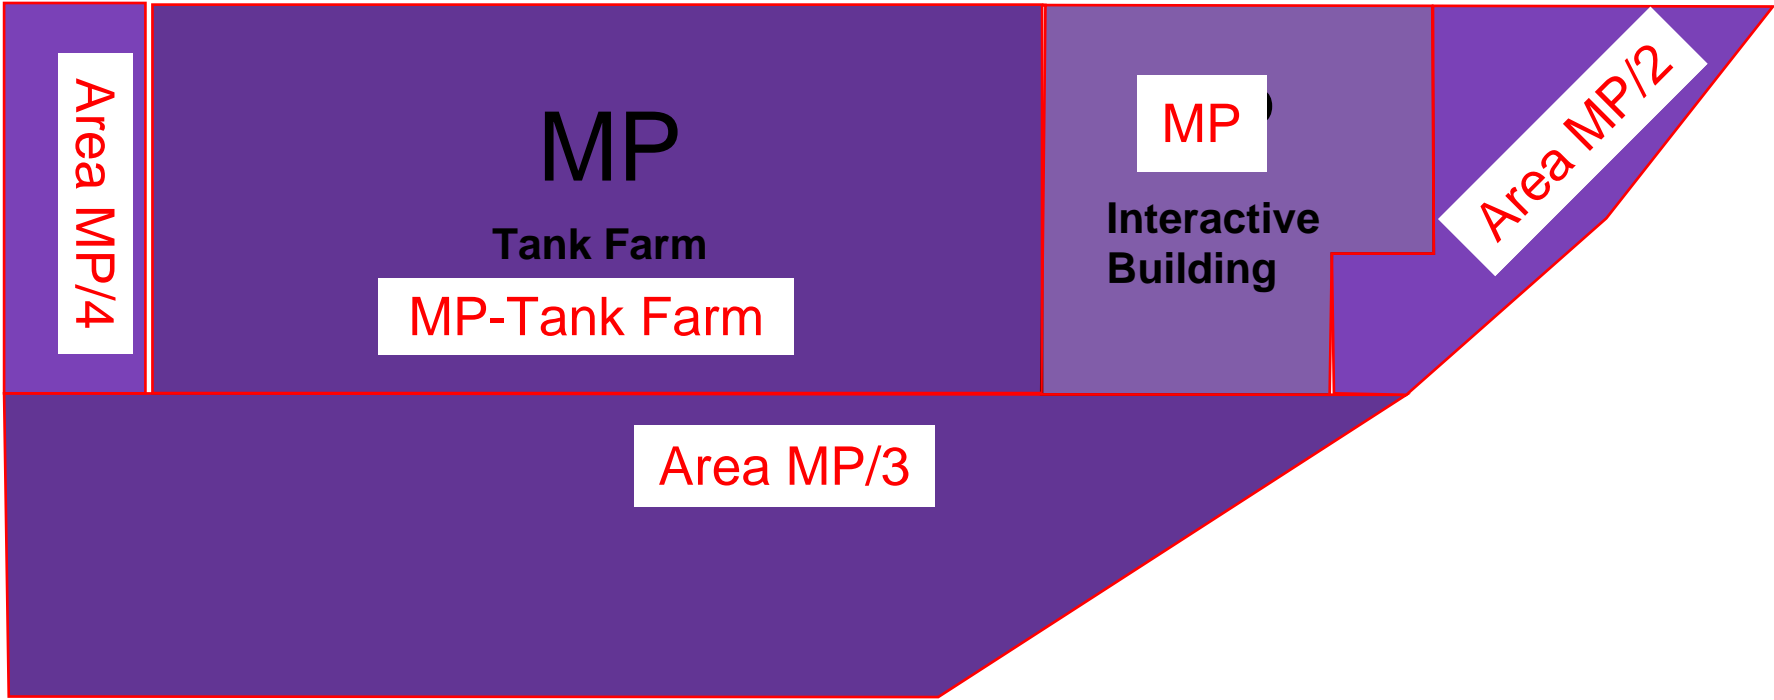 Area MP/4
MP
Tank Farm
MP-Tank Farm
MP
Interactive
Building
Area MP/2
Area MP/3